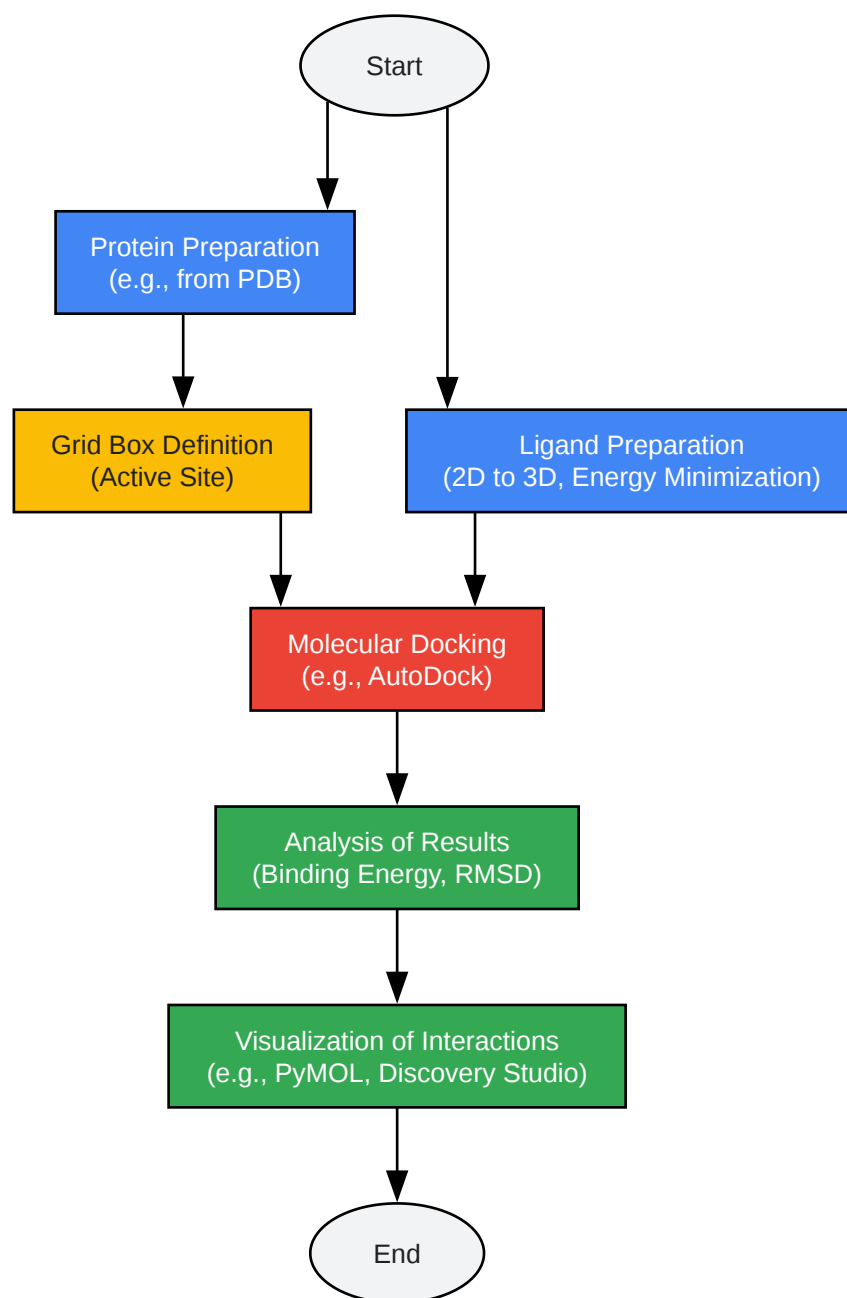 Start
Protein Preparation
(e.g., from PDB)
Grid Box Definition
(Active Site)
Ligand Preparation
(2D to 3D, Energy Minimization)
Molecular Docking
(e.g., AutoDock)
Analysis of Results
(Binding Energy, RMSD)
Visualization of Interactions
(e.g., PyMOL, Discovery Studio)
End